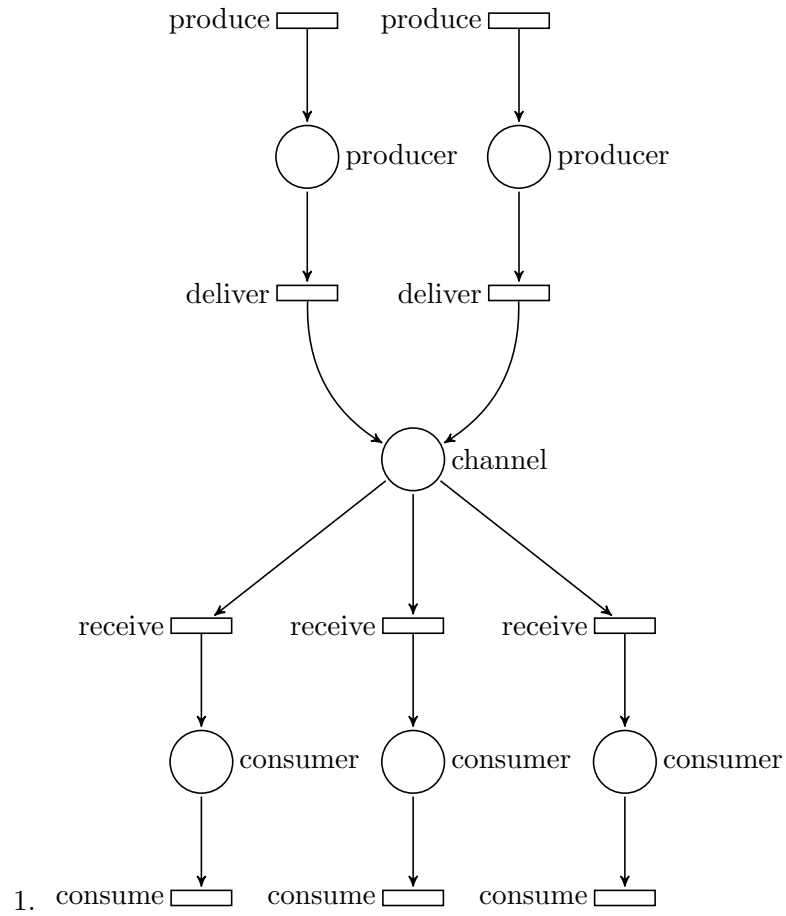 produce produce
producer producer
deliver deliver
channel
receive receive receive
consumer consumer consumer
1. consume consume consume